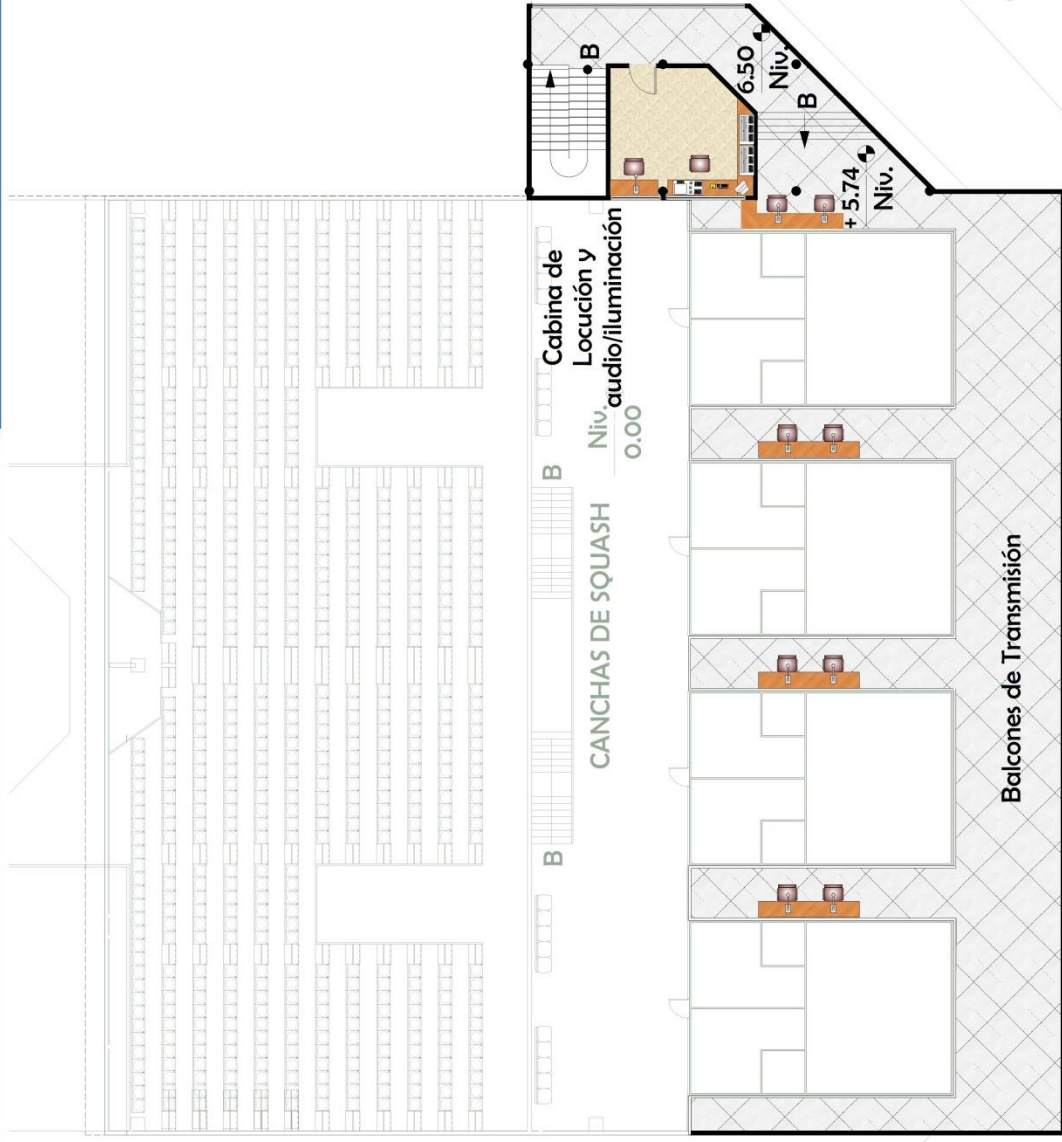 B
6.50
Niv.
B
+ 5.74
Niv.
Cabina de
Locución y
audio/iluminación
Niv.
0.00
B
CANCHAS DE SQUASH
B
Balcones de Transmisión